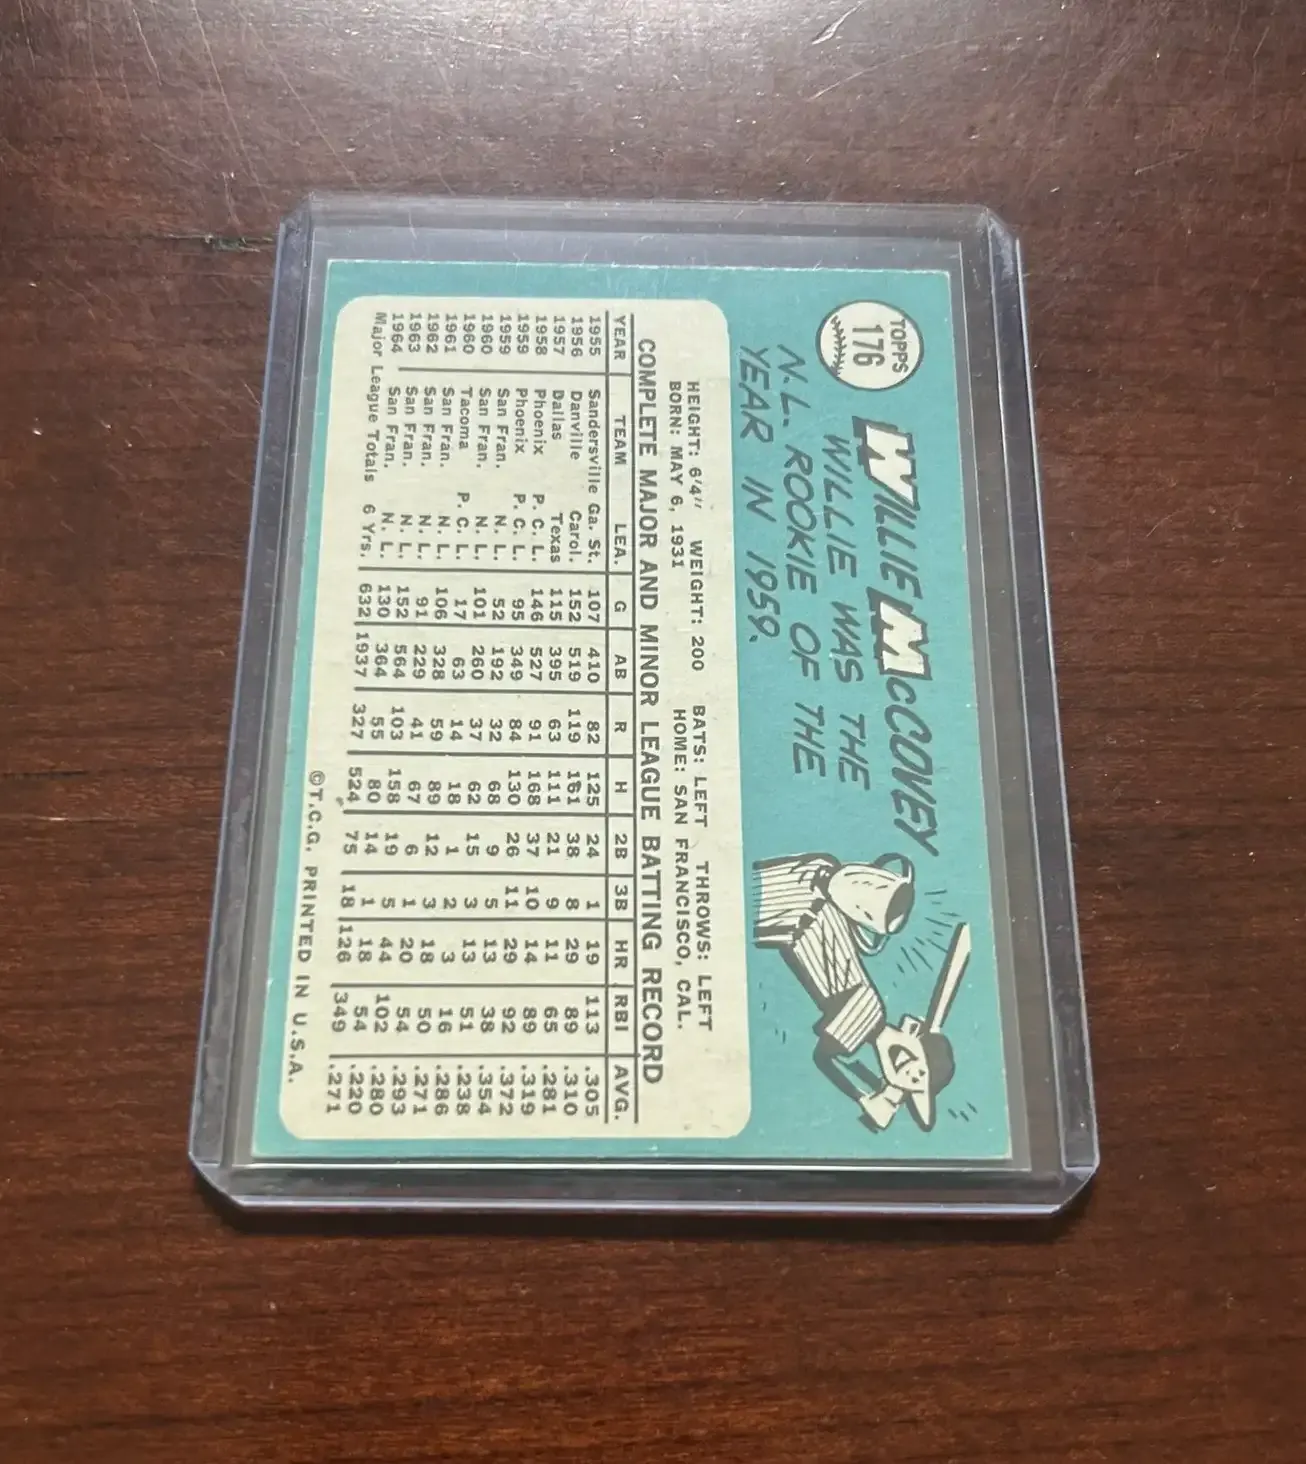 TOPPS
176
WILLIE McCOVEY
WILLIE WAS THE
N.L. ROOKIE OF THE
YEAR IN 1959.
HEIGHT: 6'4" WEIGHT: 200 BATS: LEFT THROWS: LEFT
BORN: MAY 6, 1931 HOME: SAN FRANCISCO, CAL.
COMPLETE MAJOR AND MINOR LEAGUE BATTING RECORD
YEAR TEAM LEA. G AB R H 2B 3B HR RBI AVG.
1955 Sandersville Ga. St. 107 410 82 125 24 1 19 113 .305
1956 Danville Carol. 152 519 119 161 38 8 29 89 .310
1957 Dallas Texas 115 395 63 111 21 9 11 65 .281
1958 Phoenix P. C. L. 146 527 91 168 37 10 14 89 .319
1959 Phoenix P. C. L. 95 349 84 130 26 11 29 92 .372
1959 San Fran. N. L. 52 192 32 68 9 5 13 38 .354
1960 San Fran. N. L. 101 260 37 62 15 3 13 51 .238
1960 Tacoma P. C. L. 17 63 14 18 1 2 3 16 .286
1961 San Fran. N. L. 106 328 59 89 12 3 18 50 .271
1962 San Fran. N. L. 91 229 41 67 6 1 20 54 .293
1963 San Fran. N. L. 152 564 103 158 19 5 44 102 .280
1964 San Fran. N. L. 130 364 55 80 14 1 18 54 .220
Major League Totals 6 Yrs. 632 1937 327 524 75 18 126 349 .271
©T.C.G. PRINTED IN U.S.A.